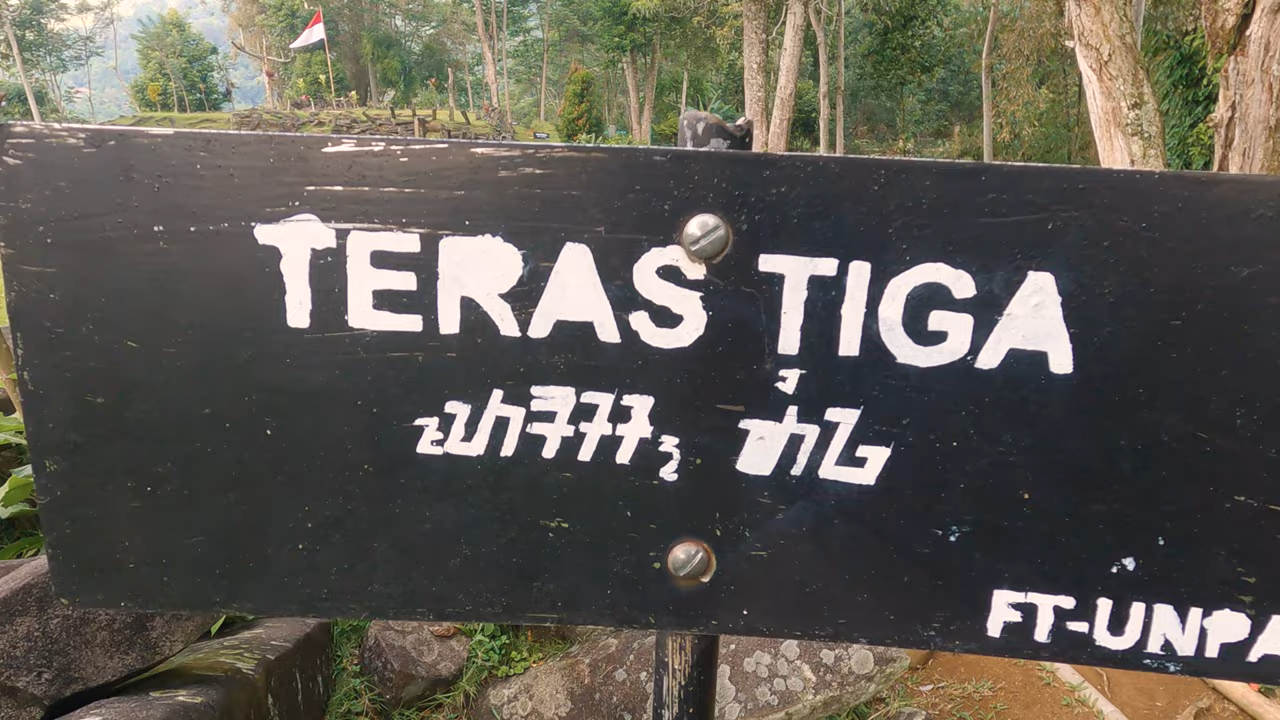 TERAS TIGA
ᮒᮦᮛᮞ᮪ ᮒᮤᮌ
FT-UNPA